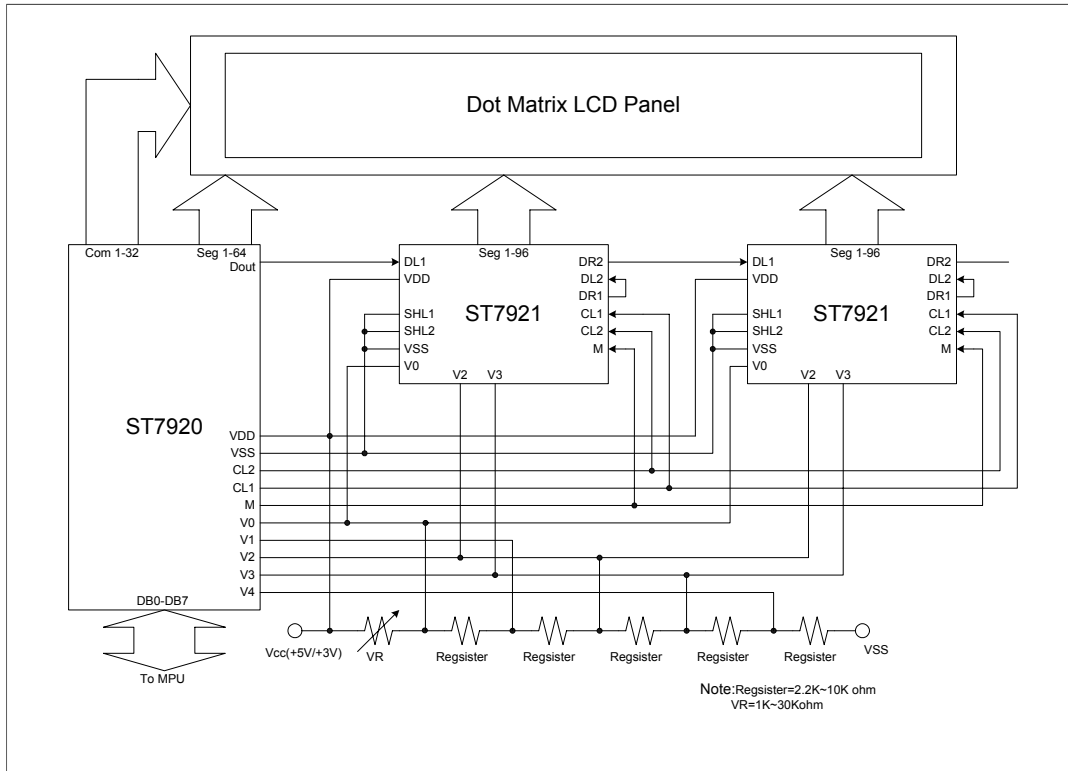 Dot Matrix LCD Panel
Com 1-32
Seg 1-64
Dout
ST7920
VDD
VSS
CL2
CL1
M
V0
V1
V2
V3
V4
DB0-DB7
To MPU
Seg 1-96
DL1
VDD
SHL1
SHL2
VSS
V0
ST7921
DR2
DL2
DR1
CL1
CL2
M
V2
V3
Seg 1-96
DL1
VDD
SHL1
SHL2
VSS
V0
ST7921
DR2
DL2
DR1
CL1
CL2
M
V2
V3
Vcc(+5V/+3V)
VR
Regsister
Regsister
Regsister
Regsister
Regsister
VSS
Note:Regsister=2.2K~10K ohm
VR=1K~30Kohm